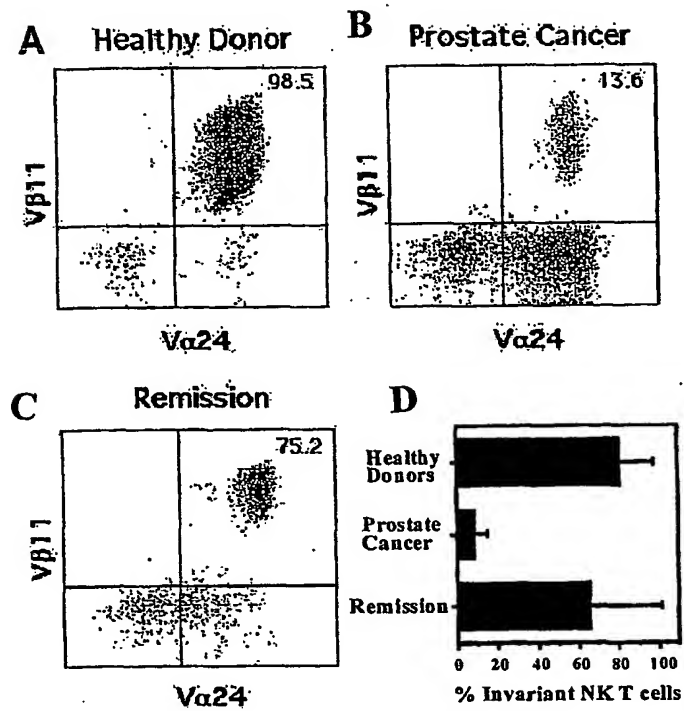 A
Healthy Donor
98.5
Vβ11
Vα24
B
Prostate Cancer
13.6
Vβ11
Vα24
C
Remission
75.2
Vβ11
Vα24
D
Healthy
Donors
Prostate
Cancer
Remission
0 20 40 60 80 100
% Invariant NK T cells